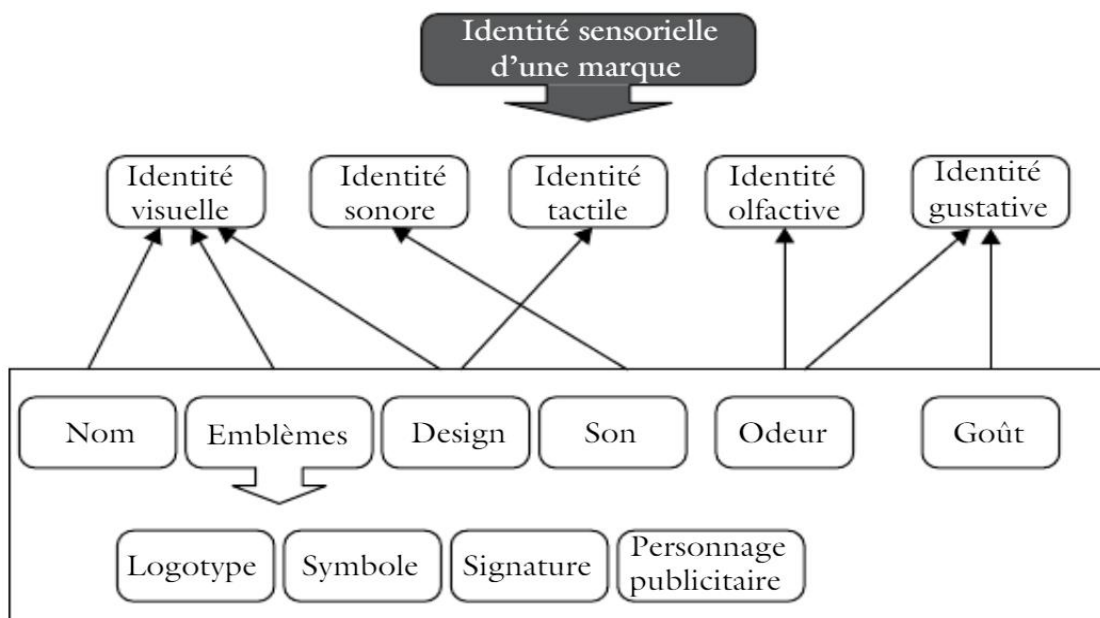 Identité sensorielle
d'une marque
Identité
visuelle
Identité
sonore
Identité
tactile
Identité
olfactive
Identité
gustative
Nom
Emblèmes
Design
Son
Odeur
Goût
Logotype
Symbole
Signature
Personnage
publicitaire